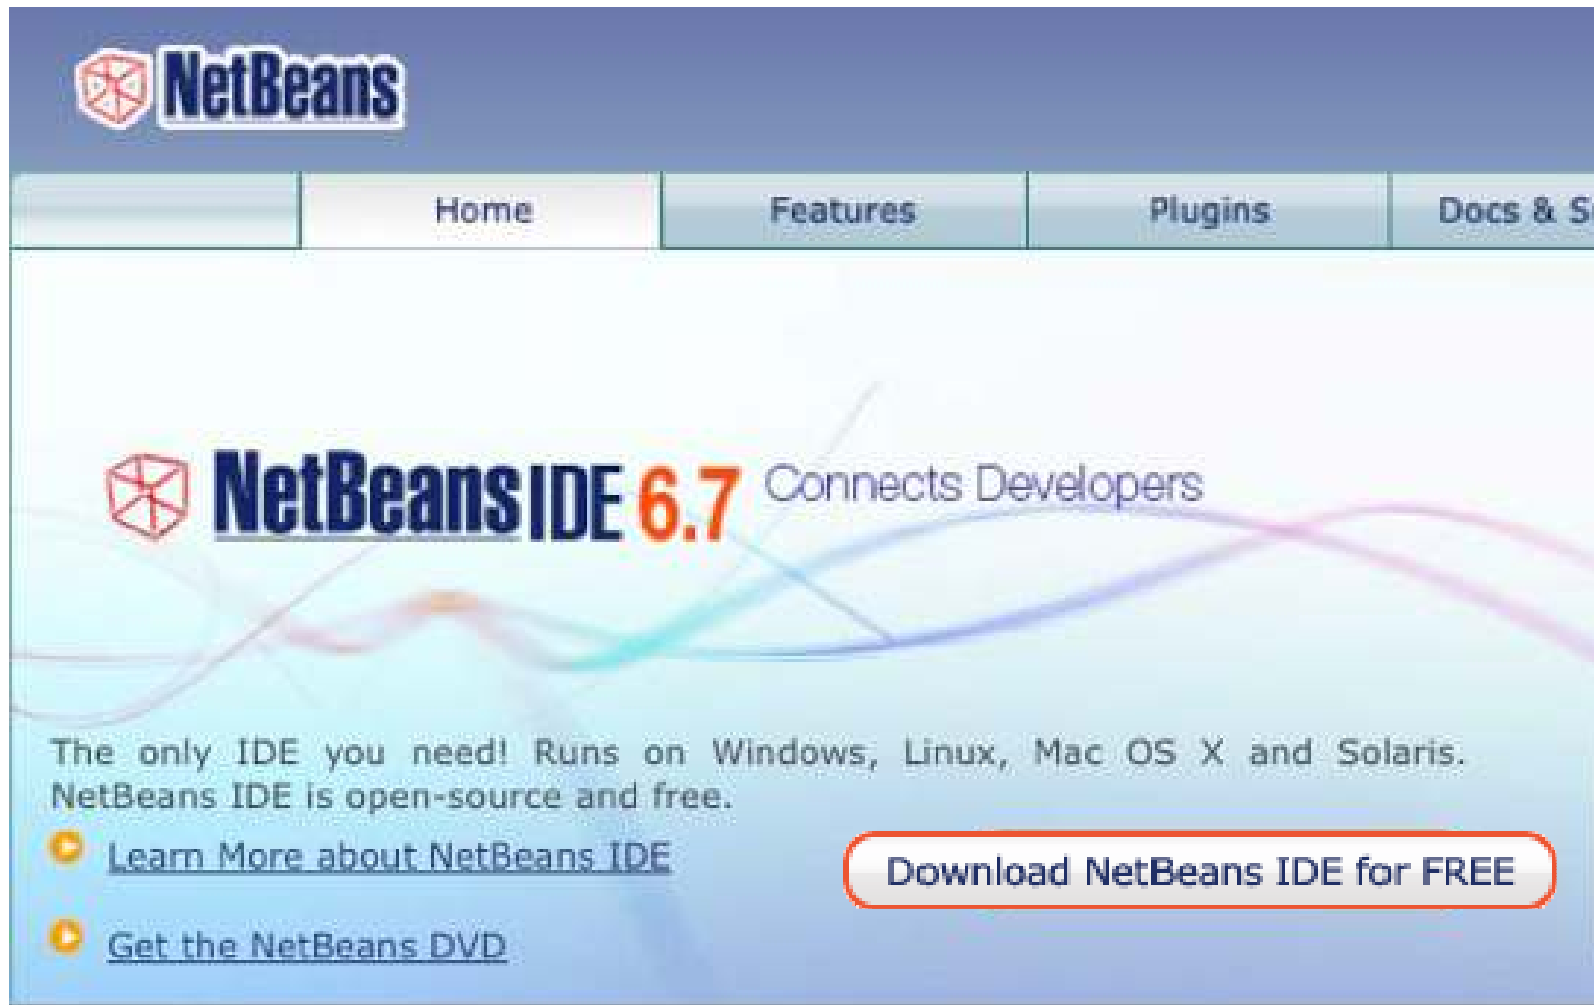 NetBeans
Home Features Plugins Docs & S
NetBeans IDE 6.7 Connects Developers
The only IDE you need! Runs on Windows, Linux, Mac OS X and Solaris.
NetBeans IDE is open-source and free.
Learn More about NetBeans IDE
Download NetBeans IDE for FREE
Get the NetBeans DVD